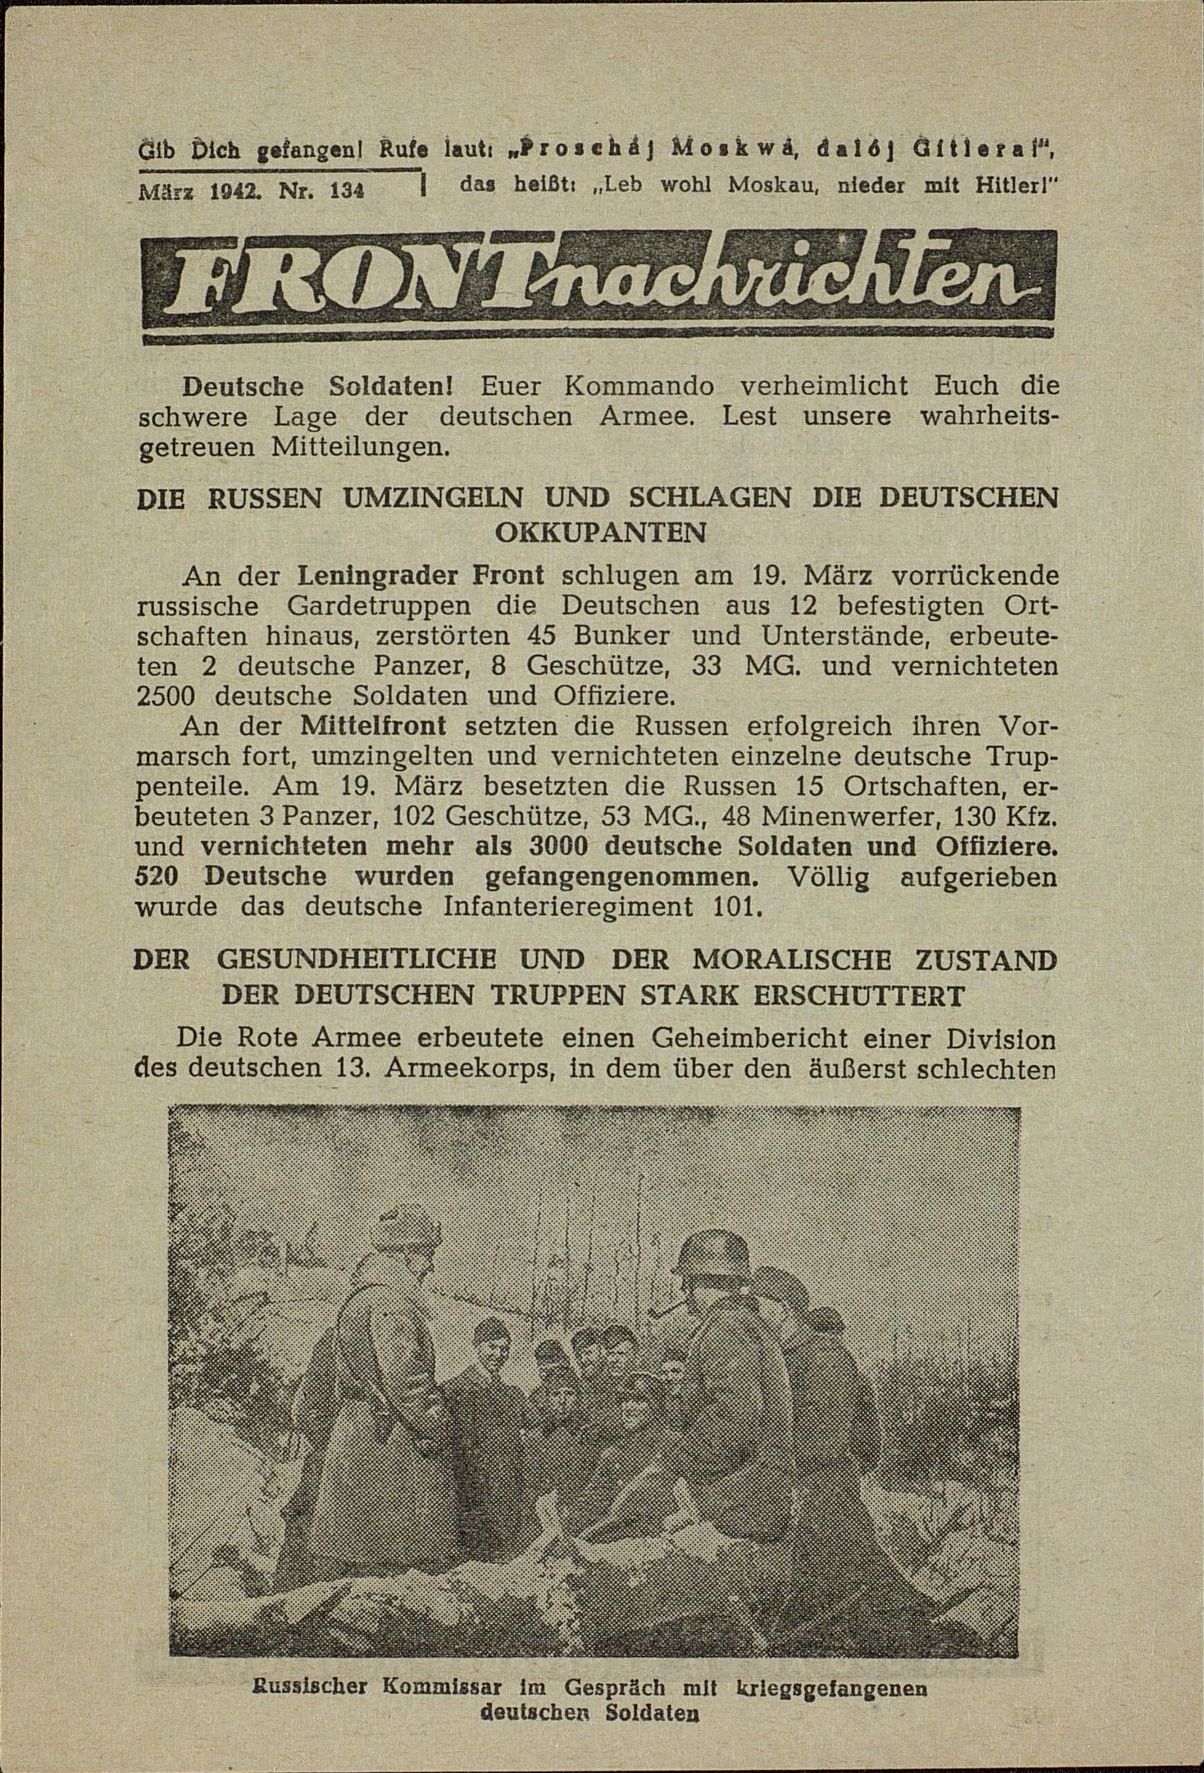 Gib Dich gefangen! Rufe laut: „Proschåj Moskwå, dalój Gitlera!“,
März 1942. Nr. 134
das heißt: „Leb wohl Moskau, nieder mit Hitler!“
FRONTnachrichten
Deutsche Soldaten! Euer Kommando verheimlicht Euch die
schwere Lage der deutschen Armee. Lest unsere wahrheits-
getreuen Mitteilungen.
DIE RUSSEN UMZINGELN UND SCHLAGEN DIE DEUTSCHEN
OKKUPANTEN
An der Leningrader Front schlugen am 19. März vorrückende
russische Gardetruppen die Deutschen aus 12 befestigten Ort-
schaften hinaus, zerstörten 45 Bunker und Unterstände, erbeute-
ten 2 deutsche Panzer, 8 Geschütze, 33 MG. und vernichteten
2500 deutsche Soldaten und Offiziere.
An der Mittelfront setzten die Russen erfolgreich ihren Vor-
marsch fort, umzingelten und vernichteten einzelne deutsche Trup-
penteile. Am 19. März besetzten die Russen 15 Ortschaften, er-
beuteten 3 Panzer, 102 Geschütze, 53 MG., 48 Minenwerfer, 130 Kfz.
und vernichteten mehr als 3000 deutsche Soldaten und Offiziere.
520 Deutsche wurden gefangengenommen. Völlig aufgerieben
wurde das deutsche Infanterieregiment 101.
DER GESUNDHEITLICHE UND DER MORALISCHE ZUSTAND
DER DEUTSCHEN TRUPPEN STARK ERSCHÜTTERT
Die Rote Armee erbeutete einen Geheimbericht einer Division
des deutschen 13. Armeekorps, in dem über den äußerst schlechten
Russischer Kommissar im Gespräch mit kriegsgefangenen
deutschen Soldaten